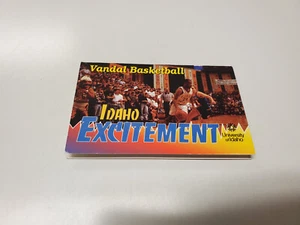 Vandal Basketball
IDAHO
EXCITEMENT
University
of Idaho